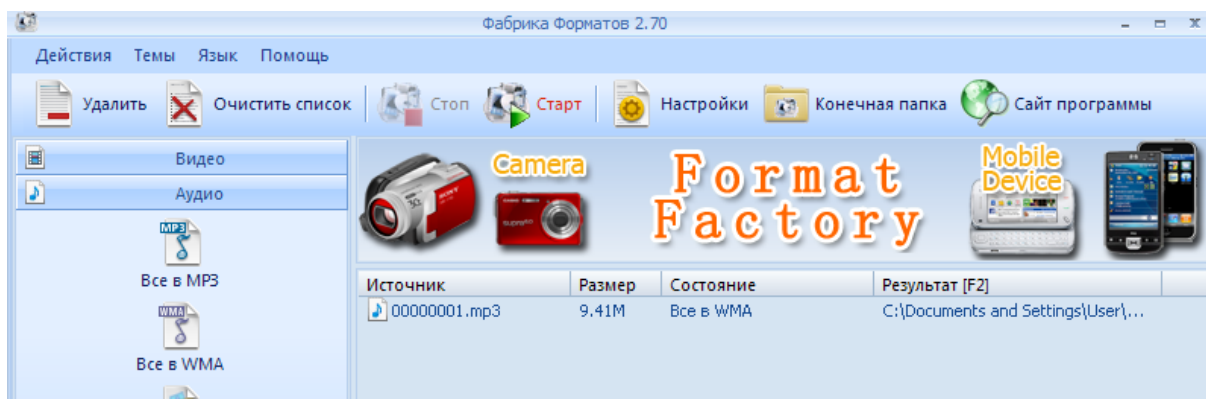 Фабрика Форматов 2.70
Действия Темы Язык Помощь
Удалить Очистить список Стоп Старт Настройки Конечная папка Сайт программы
Видео
Аудио
MP3
Все в MP3
WMA
Все в WMA
Camera
SONY
Format
Factory
Mobile
Device
Источник Размер Состояние Результат [F2]
00000001.mp3 9.41M Все в WMA C:\Documents and Settings\User\...